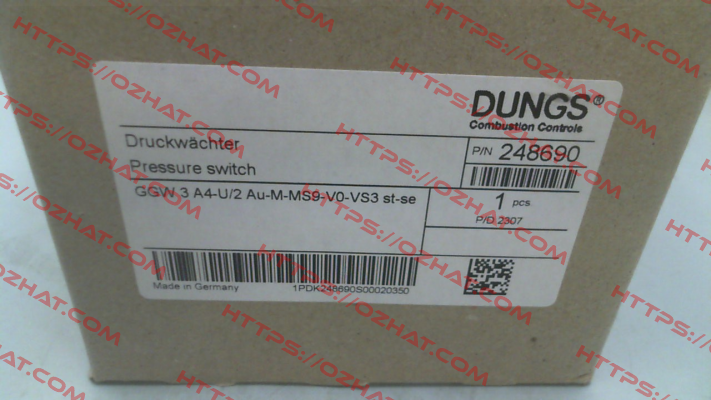 DUNGS®
Combustion Controls
Druckwächter
Pressure switch
P/N 248690
GGW 3 A4-U/2 Au-M-MS9-V0-VS3 st-se
1 pcs
P/D 2307
Made in Germany
1PDK248690S00020350
HTTPS://OZHAT.COM